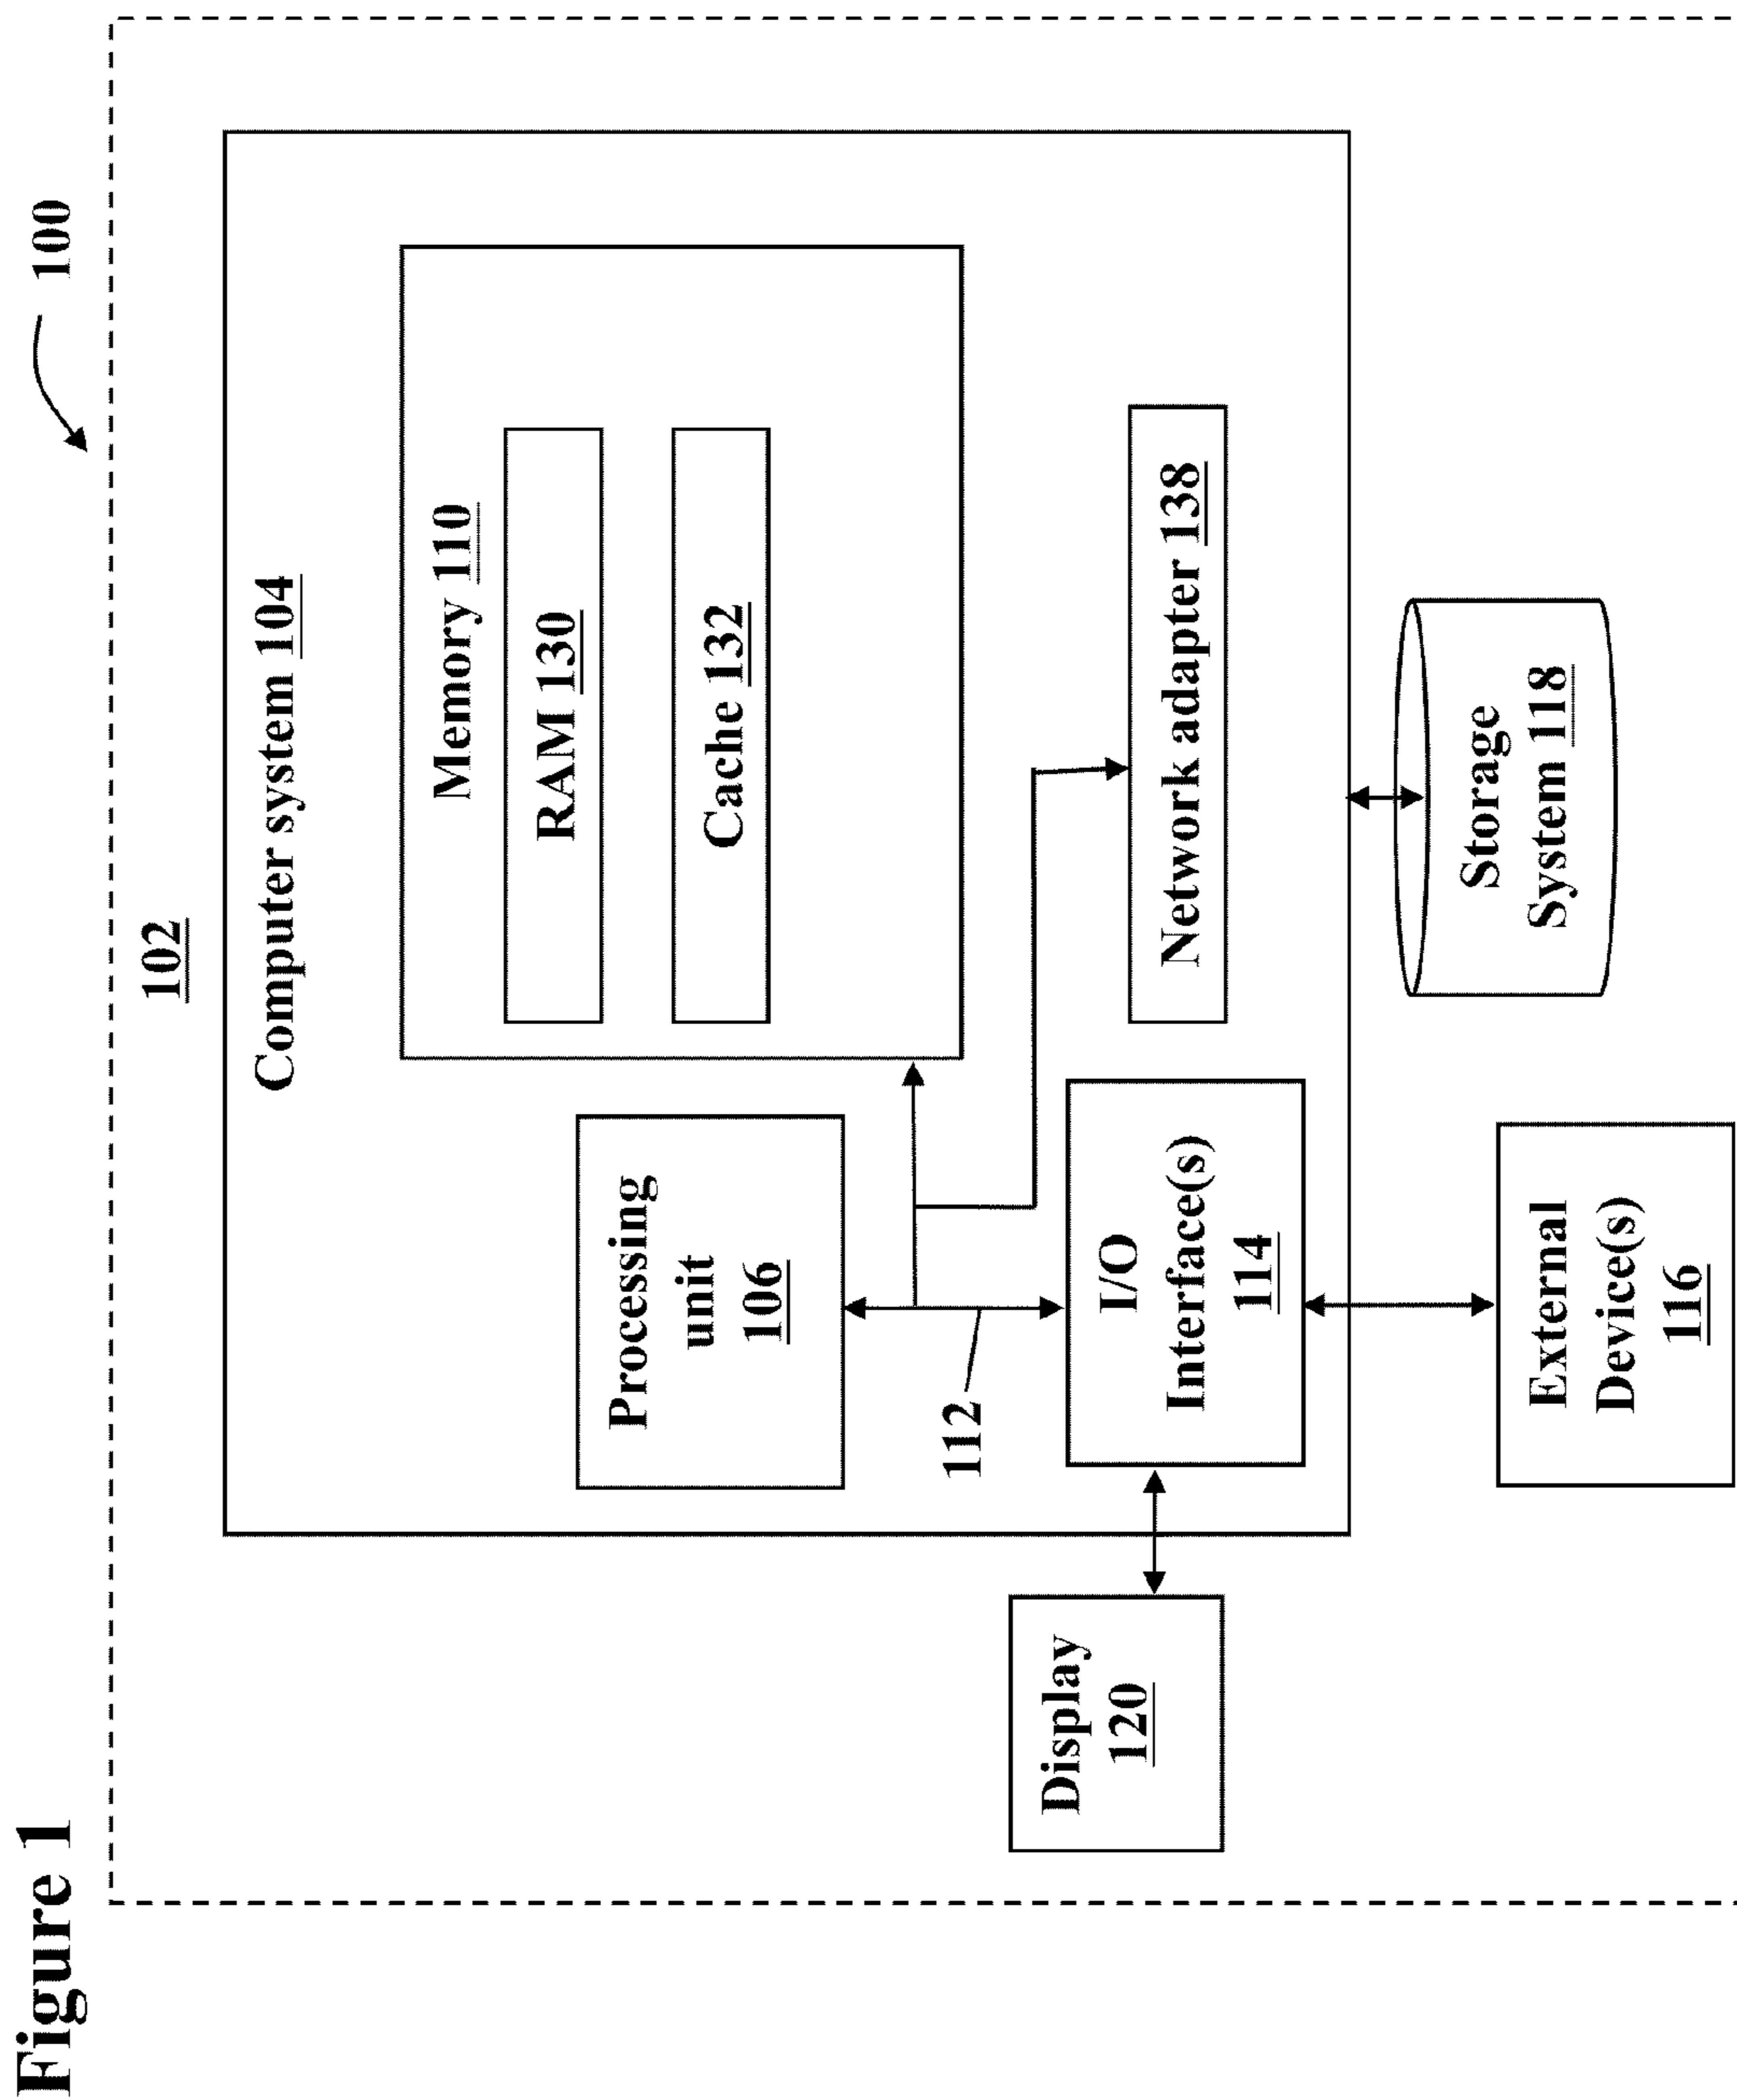 Figure 1
100
102
Computer system 104
Memory 110
RAM 130
Cache 132
Processing
unit
106
112
Network adapter 138
I/O
Interface(s)
114
Display
120
Storage
System 118
External
Device(s)
116